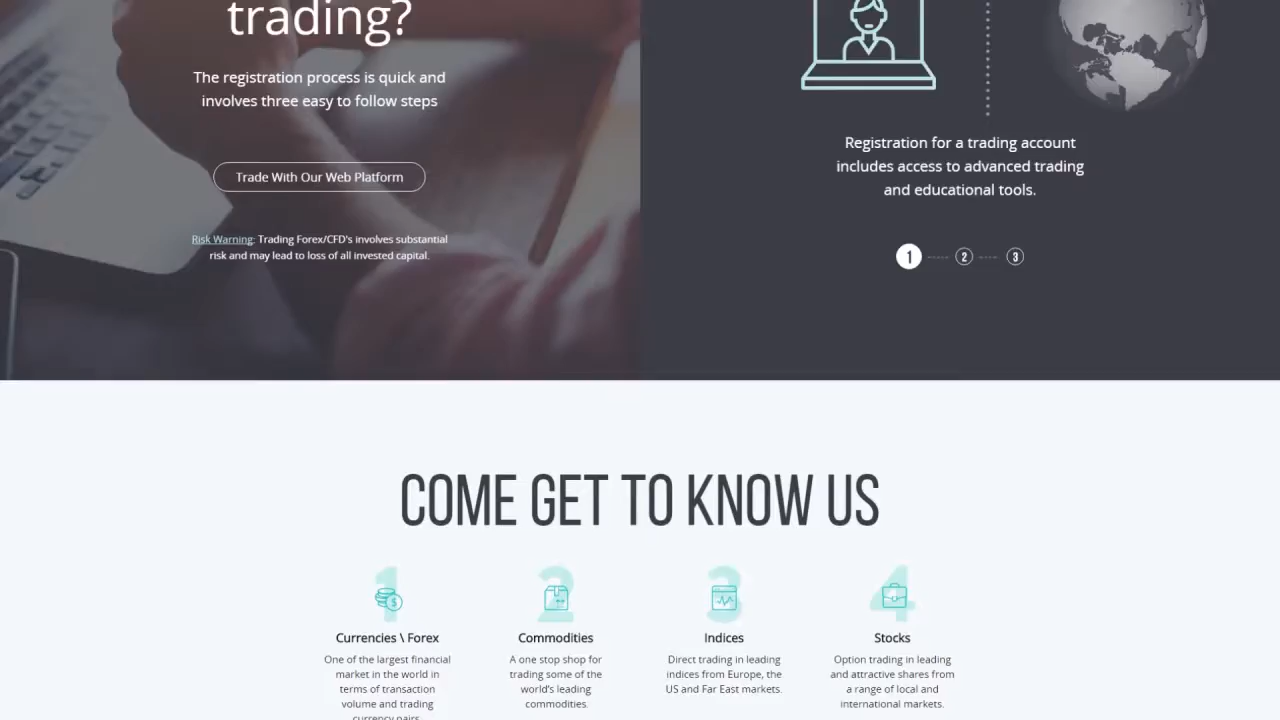 trading?
The registration process is quick and
involves three easy to follow steps
Trade With Our Web Platform
Risk Warning: Trading Forex/CFD's involves substantial
risk and may lead to loss of all invested capital.
Registration for a trading account
includes access to advanced trading
and educational tools.
1 2 3
COME GET TO KNOW US
1
Currencies \ Forex
One of the largest financial
market in the world in
terms of transaction
volume and trading
currency pairs.
2
Commodities
A one stop shop for
trading some of the
world's leading
commodities.
3
Indices
Direct trading in leading
indices from Europe, the
US and Far East markets.
4
Stocks
Option trading in leading
and attractive shares from
a range of local and
international markets.